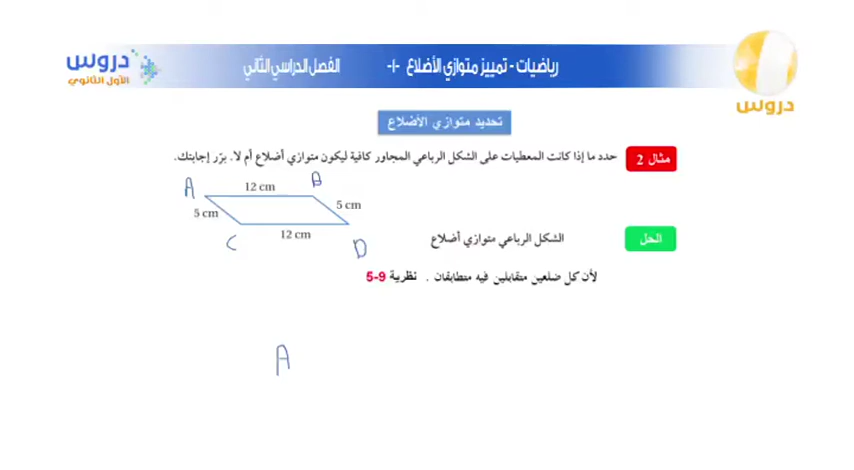 دروس
الأول الثانوي
رياضيات - تمييز متوازي الأضلاع -١-
الفصل الدراسي الثاني
دروس
تحديد متوازي الأضلاع
مثال 2
حدد ما إذا كانت المعطيات على الشكل الرباعي المجاور كافية ليكون متوازي أضلاع أم لا. برّر إجابتك.
A 12 cm B
5 cm 5 cm
C 12 cm D
الحل
الشكل الرباعي متوازي أضلاع
لأن كل ضلعين متقابلين فيه متطابقان . نظرية 9-5
A